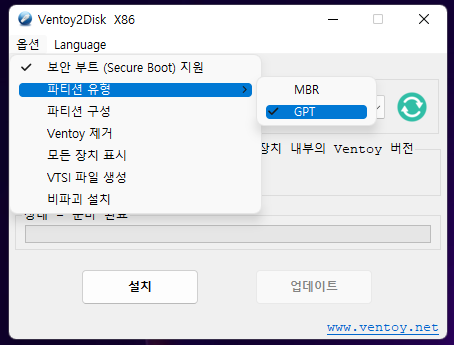 Ventoy2Disk X86
옵션 Language
보안 부트 (Secure Boot) 지원
파티션 유형
MBR
GPT
파티션 구성
Ventoy 제거
모든 장치 표시
VTSI 파일 생성
비파괴 설치
장치 내부의 Ventoy 버전
상태 - 준비 완료
설치
업데이트
www.ventoy.net